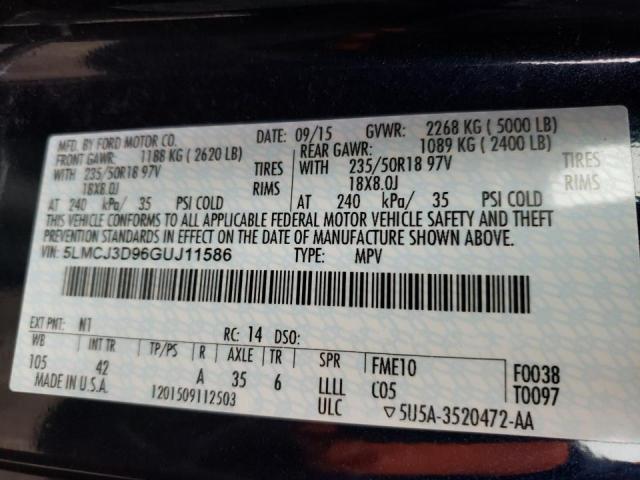 MFD. BY FORD MOTOR CO. DATE: 09/15 GVWR: 2268 KG ( 5000 LB)
FRONT GAWR: 1188 KG ( 2620 LB) REAR GAWR: 1089 KG ( 2400 LB)
WITH 235/50R18 97V TIRES WITH 235/50R18 97V TIRES
18X8.0J RIMS 18X8.0J RIMS
AT 240 kPa/ 35 PSI COLD AT 240 kPa/ 35 PSI COLD
THIS VEHICLE CONFORMS TO ALL APPLICABLE FEDERAL MOTOR VEHICLE SAFETY AND THEFT
PREVENTION STANDARDS IN EFFECT ON THE DATE OF MANUFACTURE SHOWN ABOVE.
VIN: 5LMCJ3D96GUJ11586 TYPE: MPV
EXT PNT: N1 RC: 14 DSO:
WB INT TR TP/PS R AXLE TR SPR FME10 F0038
105 42 A 35 6 LLLL C05 T0097
MADE IN U.S.A. 1201509112503 ULC ▽5U5A-3520472-AA